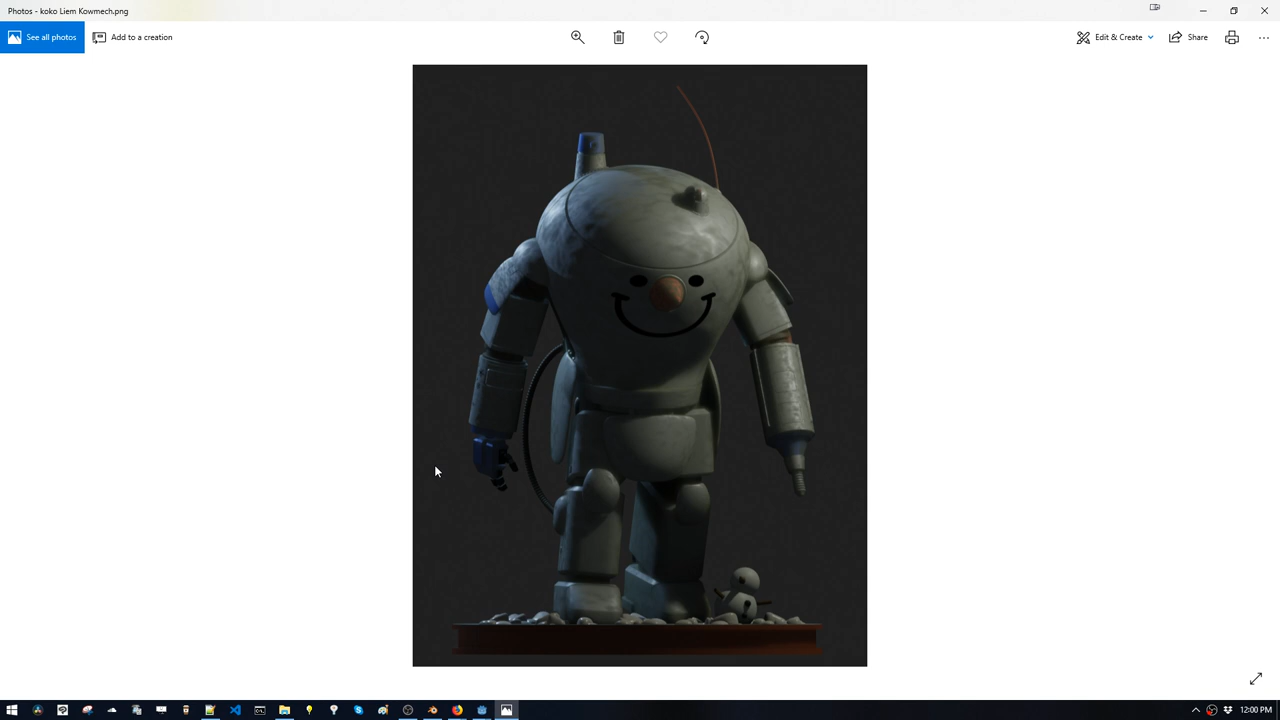 Photos - koko Liem Kowmech.png
See all photos
Add to a creation
Edit & Create
Share
12:00 PM